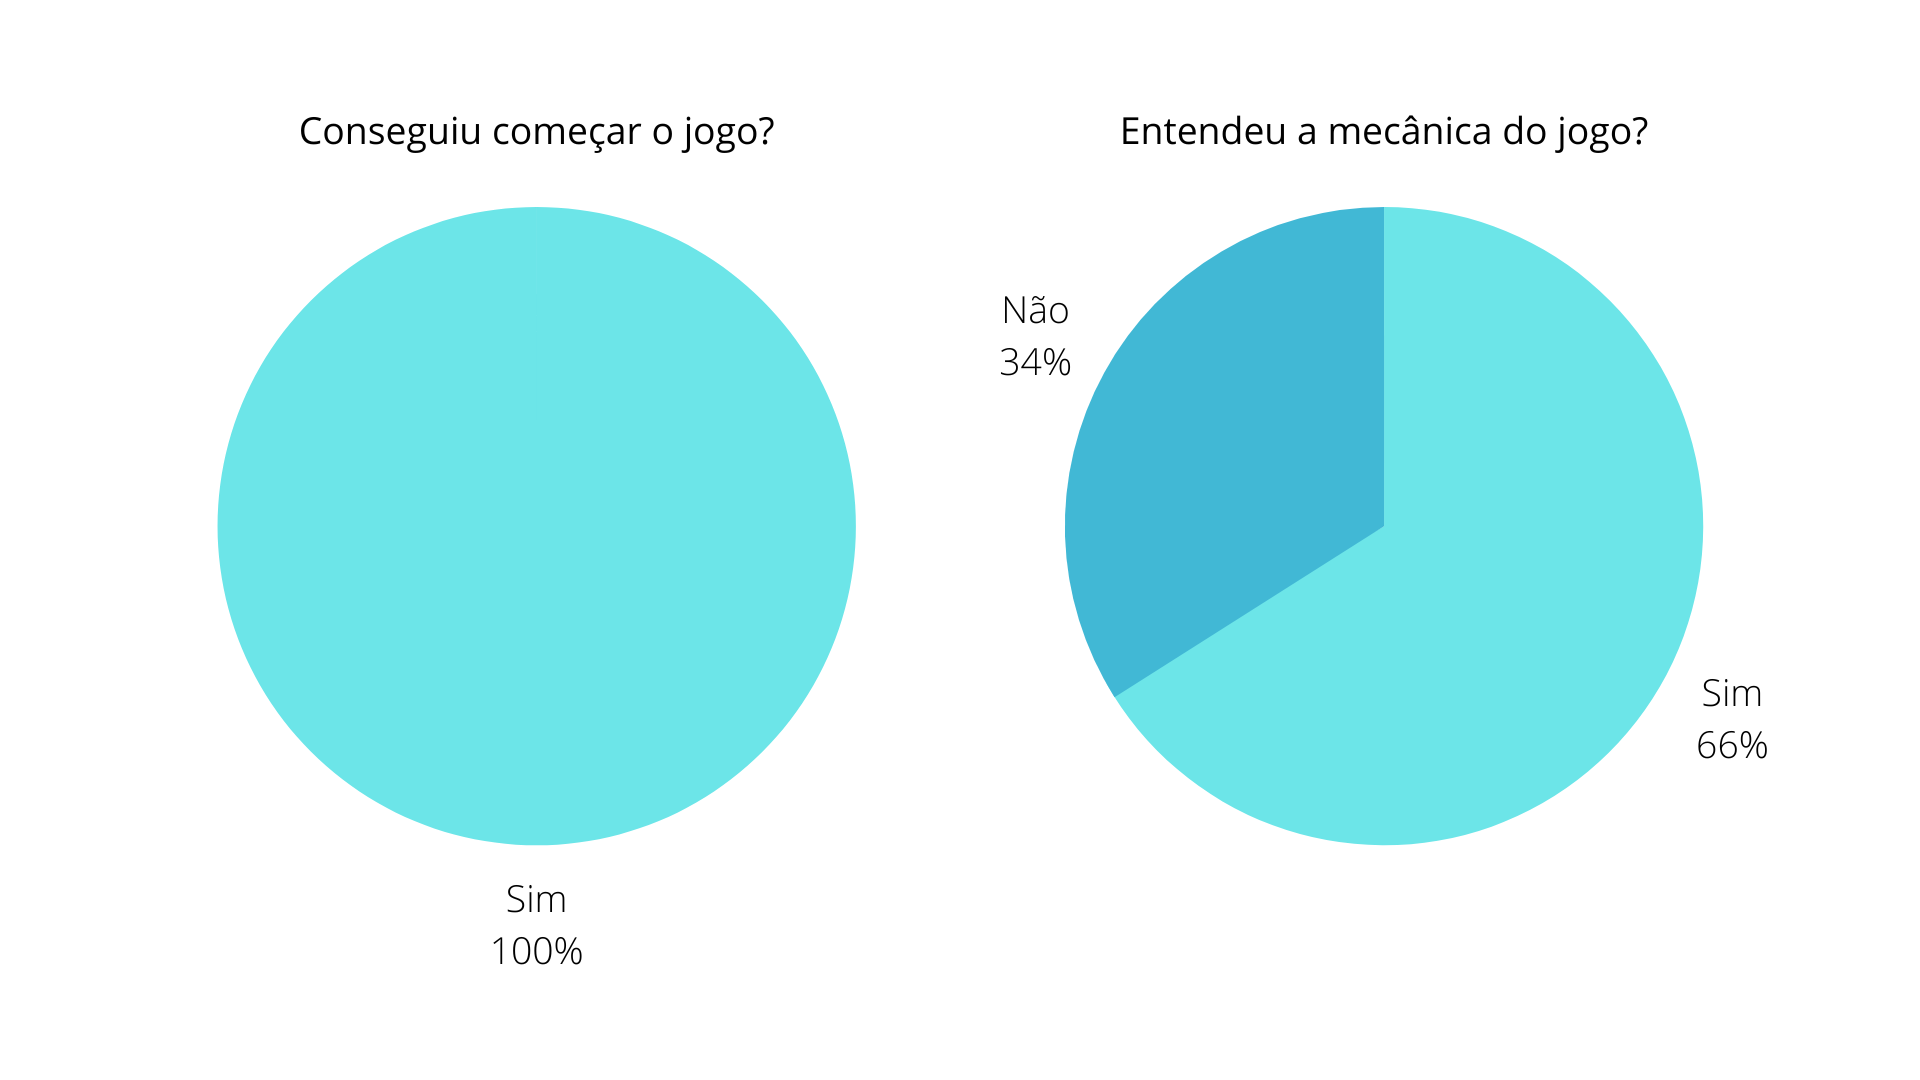 Conseguiu começar o jogo?
Sim
100%
Entendeu a mecânica do jogo?
Não
34%
Sim
66%